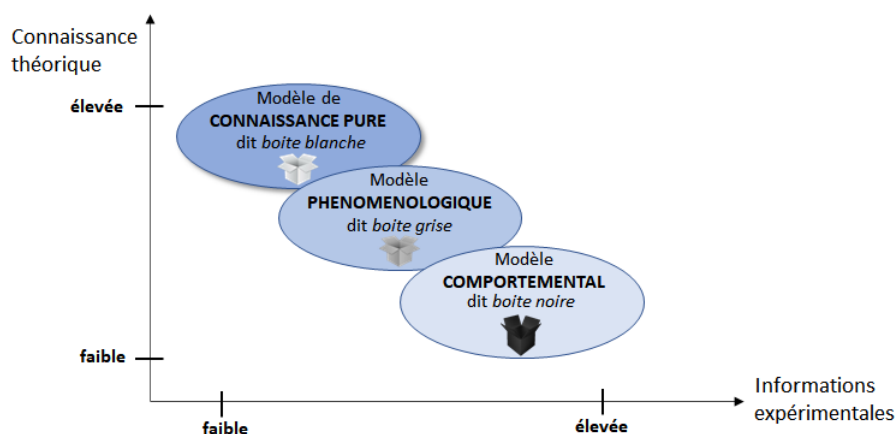 Connaissance
théorique
élevée
Modèle de
CONNAISSANCE PURE
dit boite blanche
Modèle
PHENOMENOLOGIQUE
dit boite grise
Modèle
COMPORTEMENTAL
dit boite noire
faible
faible
élevée
Informations
expérimentales